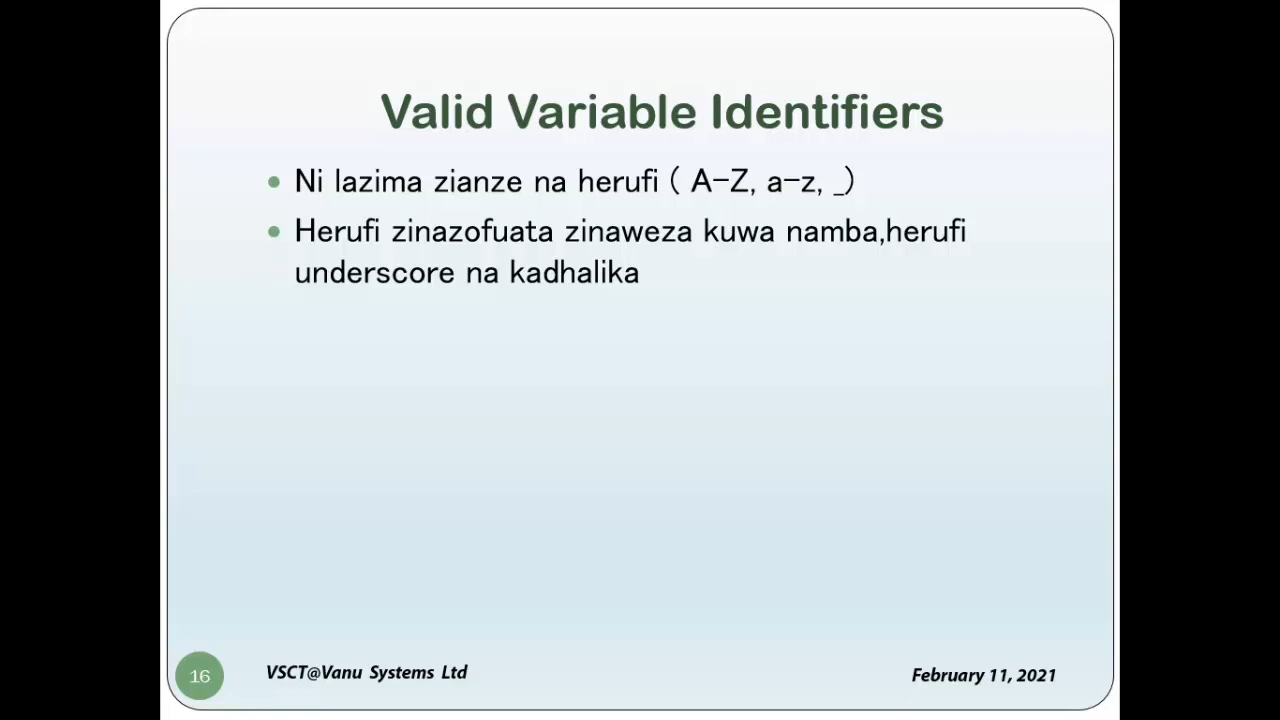 Valid Variable Identifiers
• Ni lazima zianze na herufi ( A-Z, a-z, _)
• Herufi zinazofuata zinaweza kuwa namba,herufi
underscore na kadhalika
16
VSCT@Vanu Systems Ltd
February 11, 2021